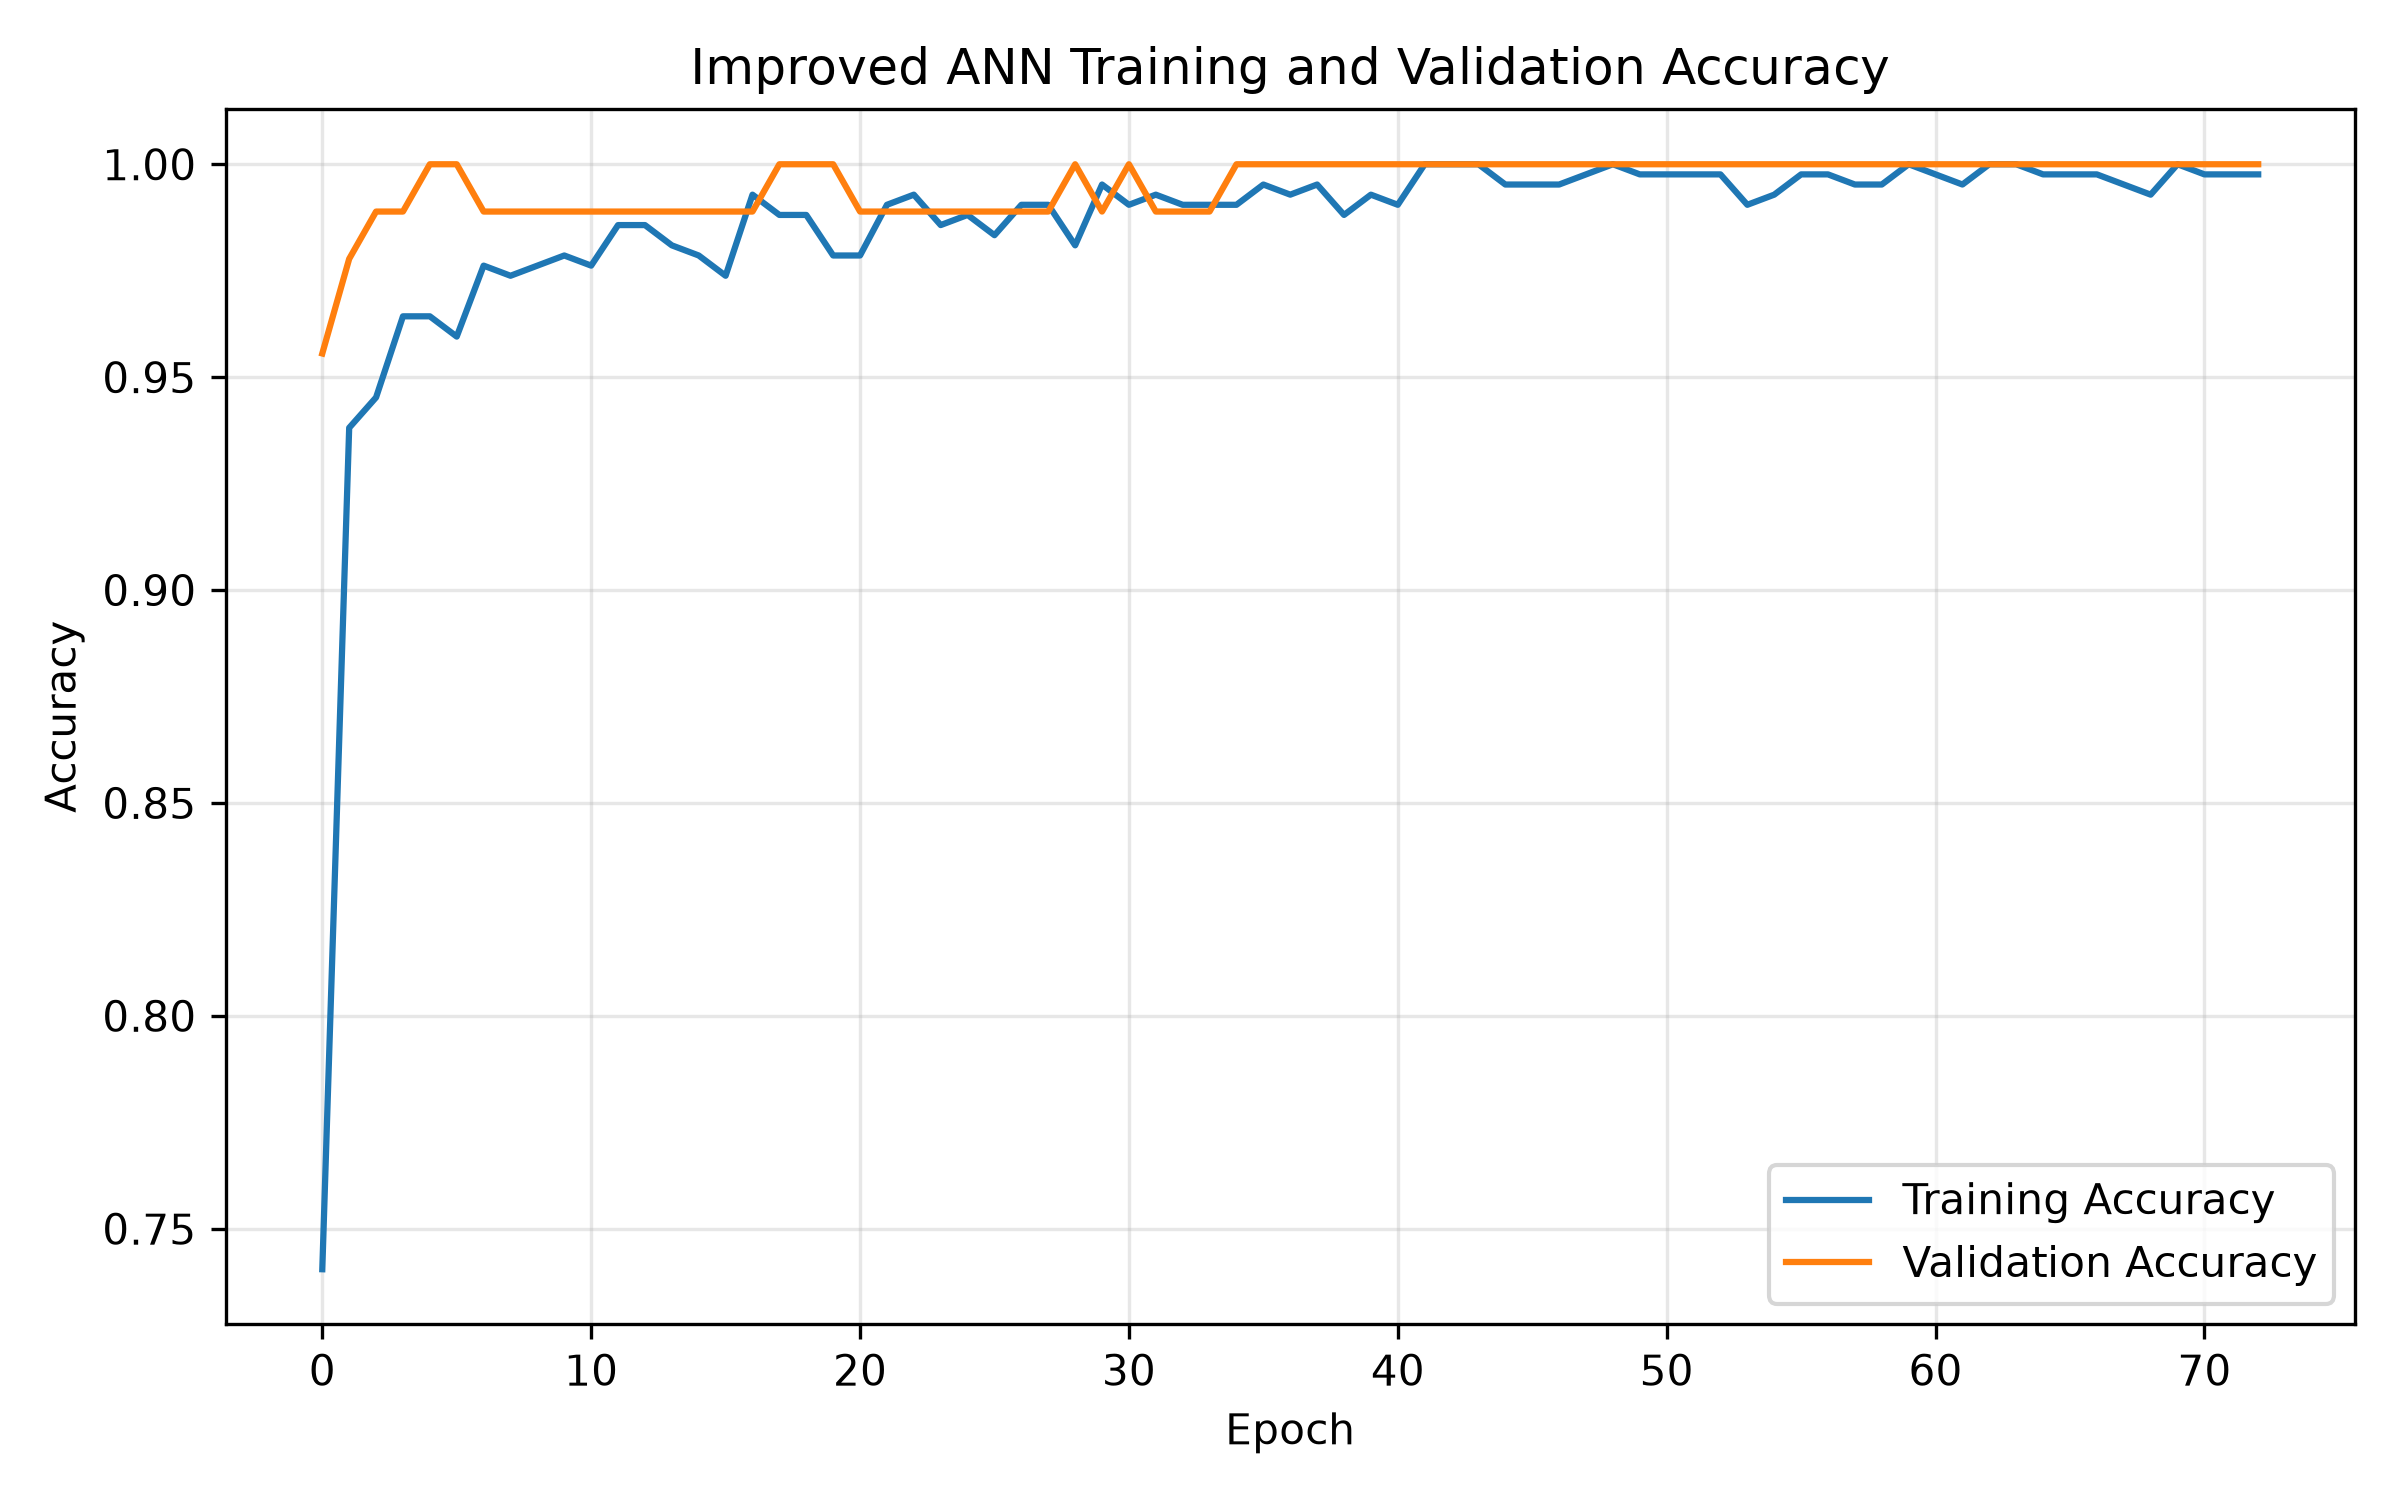 Improved ANN Training and Validation Accuracy
1.00
0.95
0.90
0.85
0.80
0.75
Accuracy
0 10 20 30 40 50 60 70
Epoch
Training Accuracy
Validation Accuracy